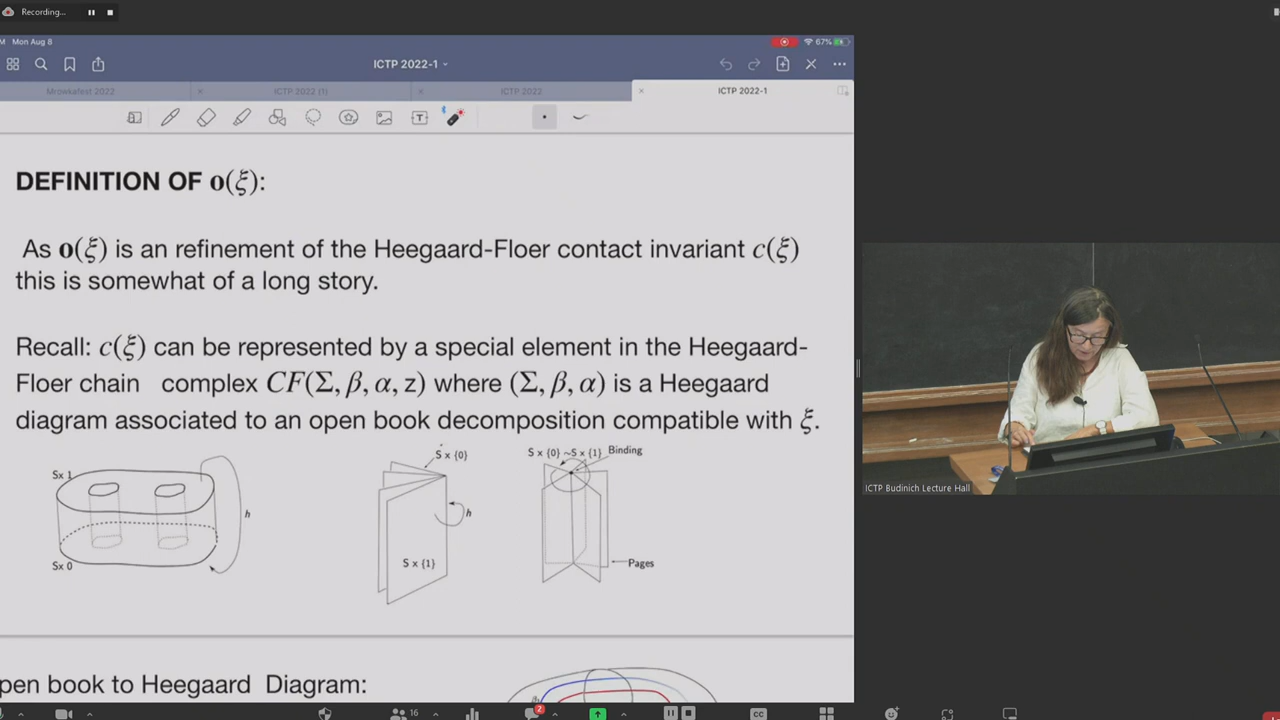 Recording...
Mon Aug 8
67%
ICTP 2022-1
Mrowkafest 2022
ICTP 2022 (1)
ICTP 2022
ICTP 2022-1
DEFINITION OF o(ξ):
As o(ξ) is an refinement of the Heegaard-Floer contact invariant c(ξ)
this is somewhat of a long story.
Recall: c(ξ) can be represented by a special element in the Heegaard-
Floer chain complex CF(Σ, β, α, z) where (Σ, β, α) is a Heegaard
diagram associated to an open book decomposition compatible with ξ.
Sx 1
h
Sx 0
S x {0}
h
S x {1}
S x {0} ~S x {1}
Binding
Pages
ICTP Budinich Lecture Hall
pen book to Heegaard Diagram:
16
2
CC